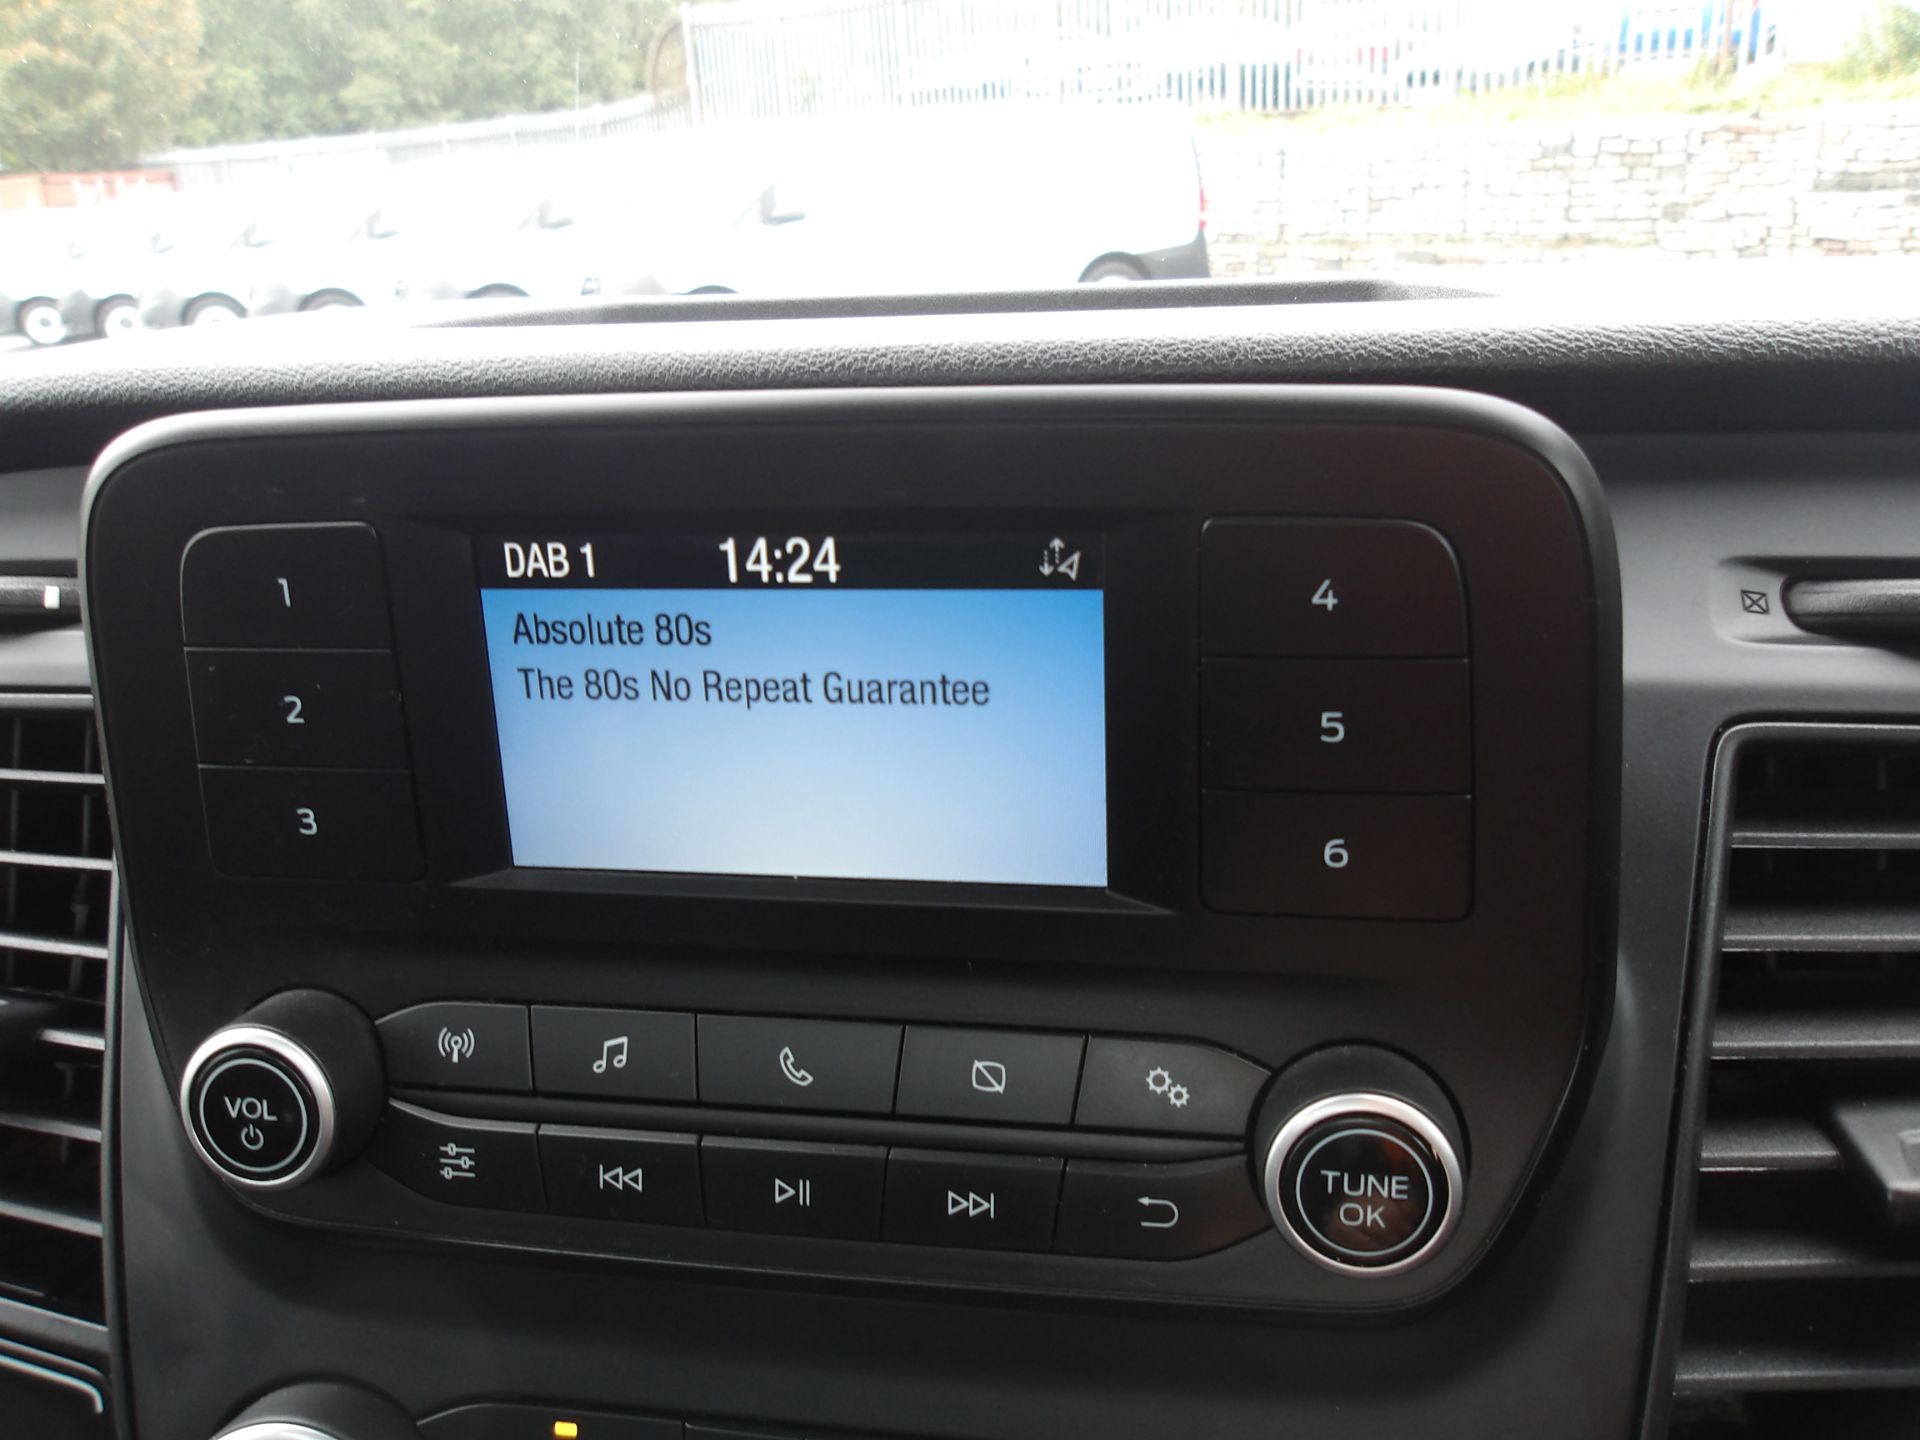 DAB 1 14:24
Absolute 80s
The 80s No Repeat Guarantee
1
2
3
4
5
6
VOL
TUNE
OK